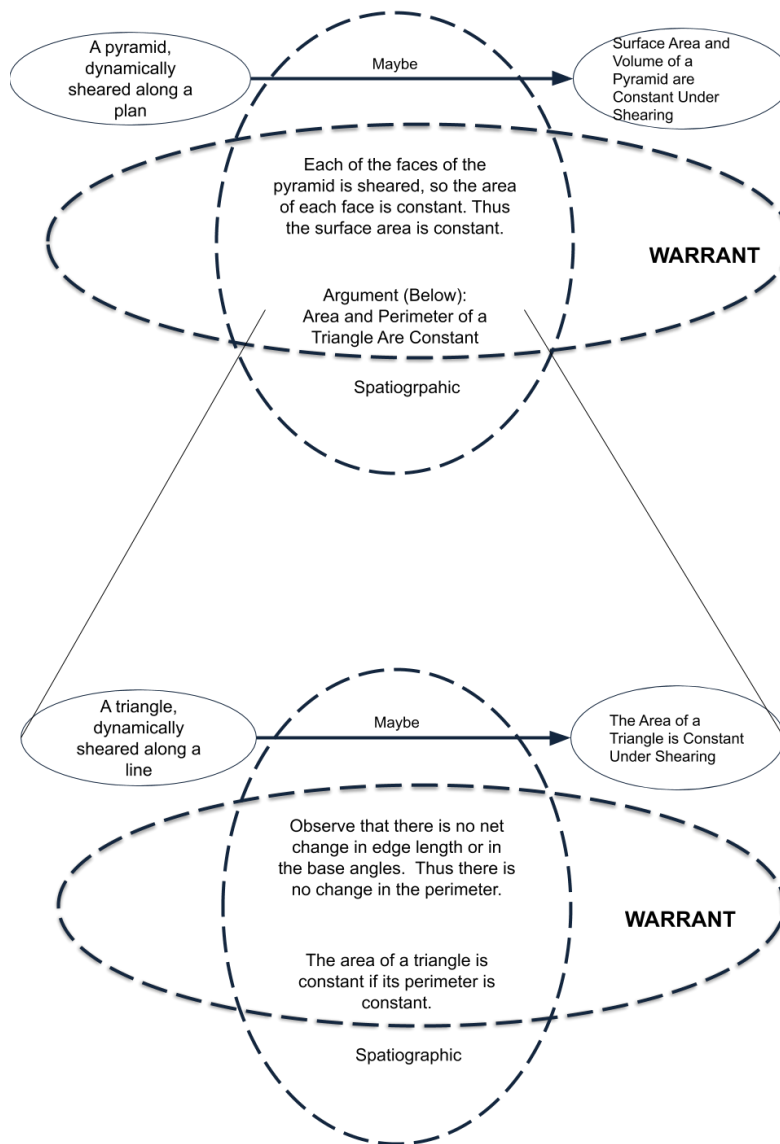 A pyramid,
dynamically
sheared along a
plan
Maybe
Surface Area and
Volume of a
Pyramid are
Constant Under
Shearing
Each of the faces of the
pyramid is sheared, so the area
of each face is constant. Thus
the surface area is constant.
WARRANT
Argument (Below):
Area and Perimeter of a
Triangle Are Constant
Spatiogrpahic
A triangle,
dynamically
sheared along a
line
Maybe
The Area of a
Triangle is Constant
Under Shearing
Observe that there is no net
change in edge length or in
the base angles.  Thus there is
no change in the perimeter.
WARRANT
The area of a triangle is
constant if its perimeter is
constant.
Spatiographic